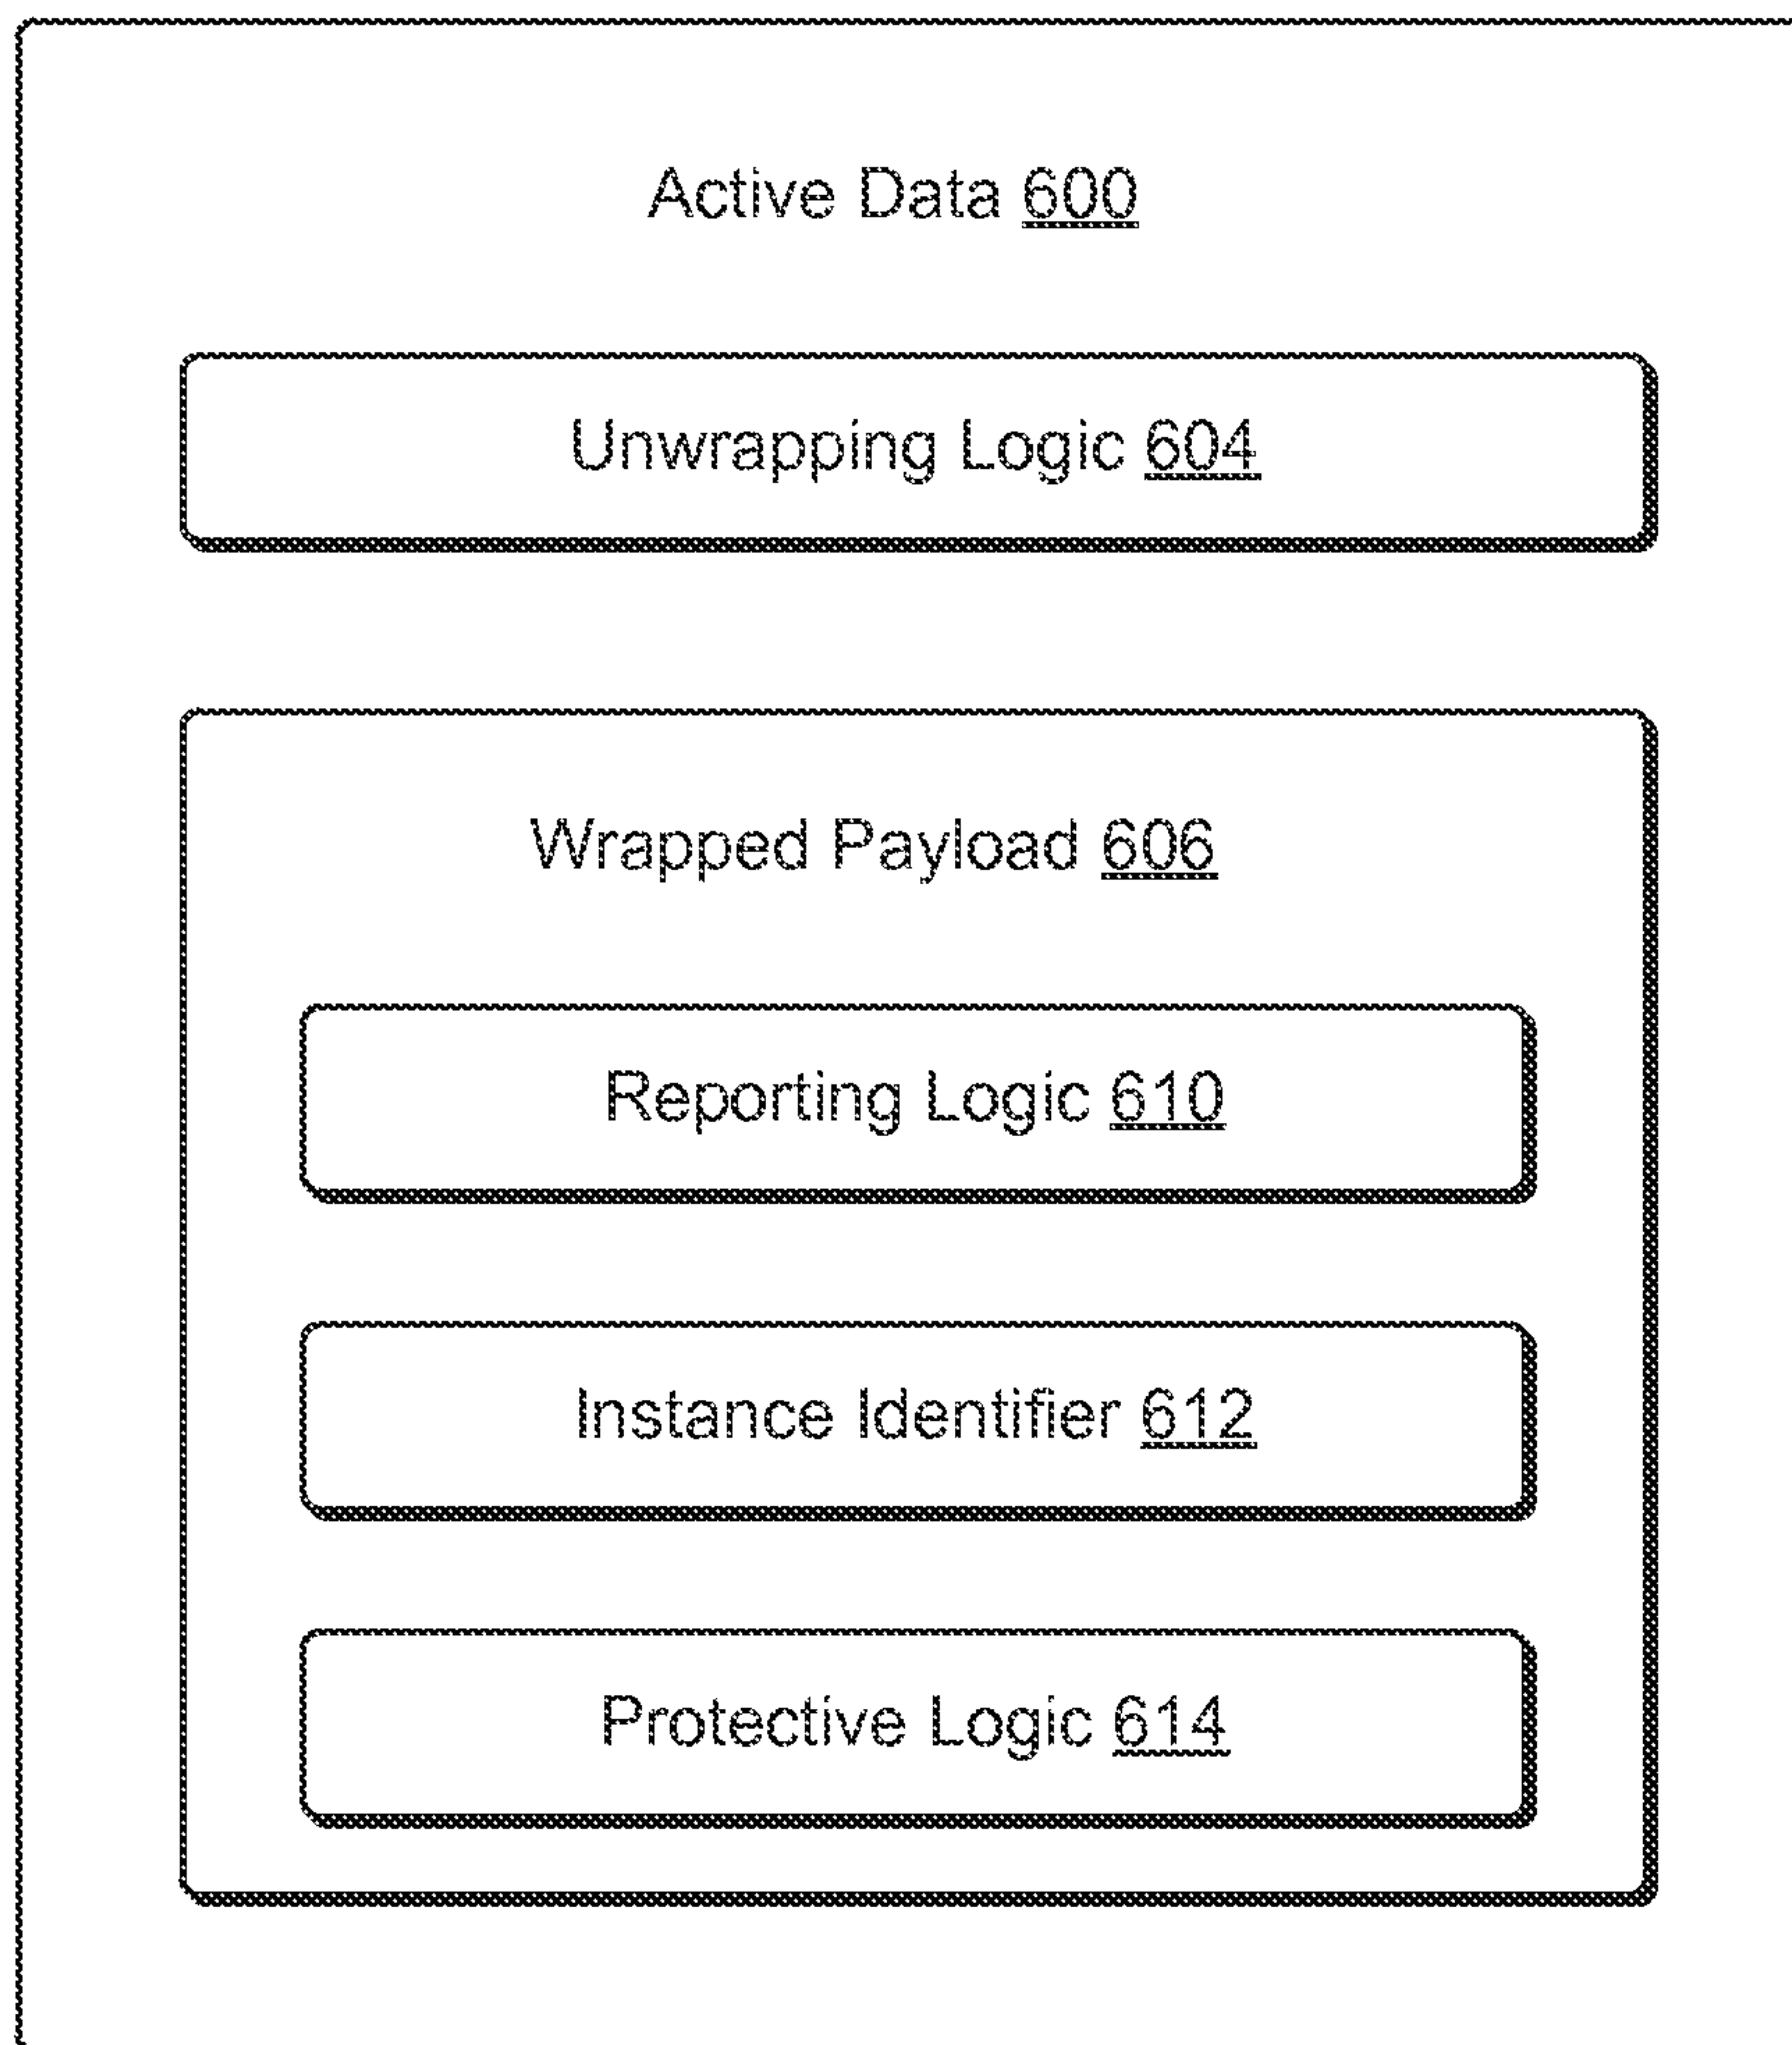 Active Data 600
Unwrapping Logic 604
Wrapped Payload 606
Reporting Logic 610
Instance Identifier 612
Protective Logic 614